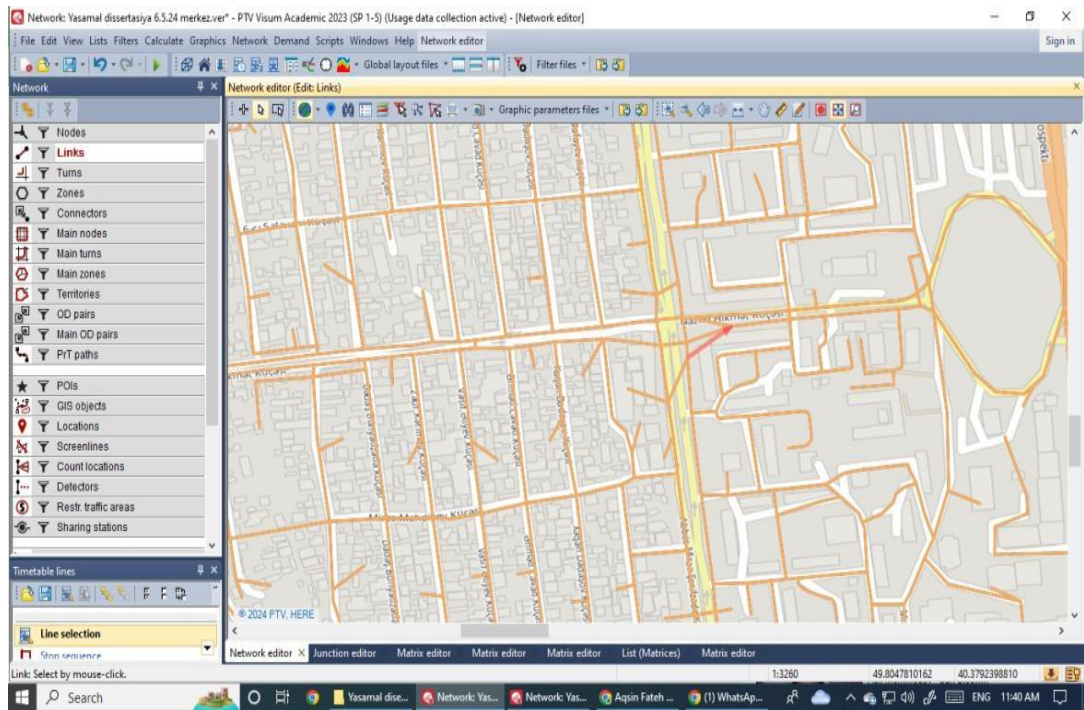 Network: Yasamal dissertasiya 6.5.24 merkez.ver* - PTV Visum Academic 2023 (SP 1-5) (Usage data collection active) - [Network editor]
File Edit View Lists Filters Calculate Graphics Network Demand Scripts Windows Help Network editor
Sign in
Global layout files
Filter files
Network
Network editor (Edit: Links)
Graphic parameters files
Nodes
Links
Turns
Zones
Connectors
Main nodes
Main turns
Main zones
Territories
OD pairs
Main OD pairs
PrT paths
POIs
GIS objects
Locations
Screenlines
Count locations
Detectors
Restr. traffic areas
Sharing stations
ospekti
© 2024 PTV, HERE
Timetable lines
Line selection
Stop sequence
Network editor × Junction editor Matrix editor Matrix editor Matrix editor List (Matrices) Matrix editor
Link: Select by mouse-click.
1:3260
49.8047810162
40.3792398810
Search
Yasamal dise...
Network: Yas...
Network: Yas...
Aqsin Fateh ...
(1) WhatsAp...
ENG
11:40 AM